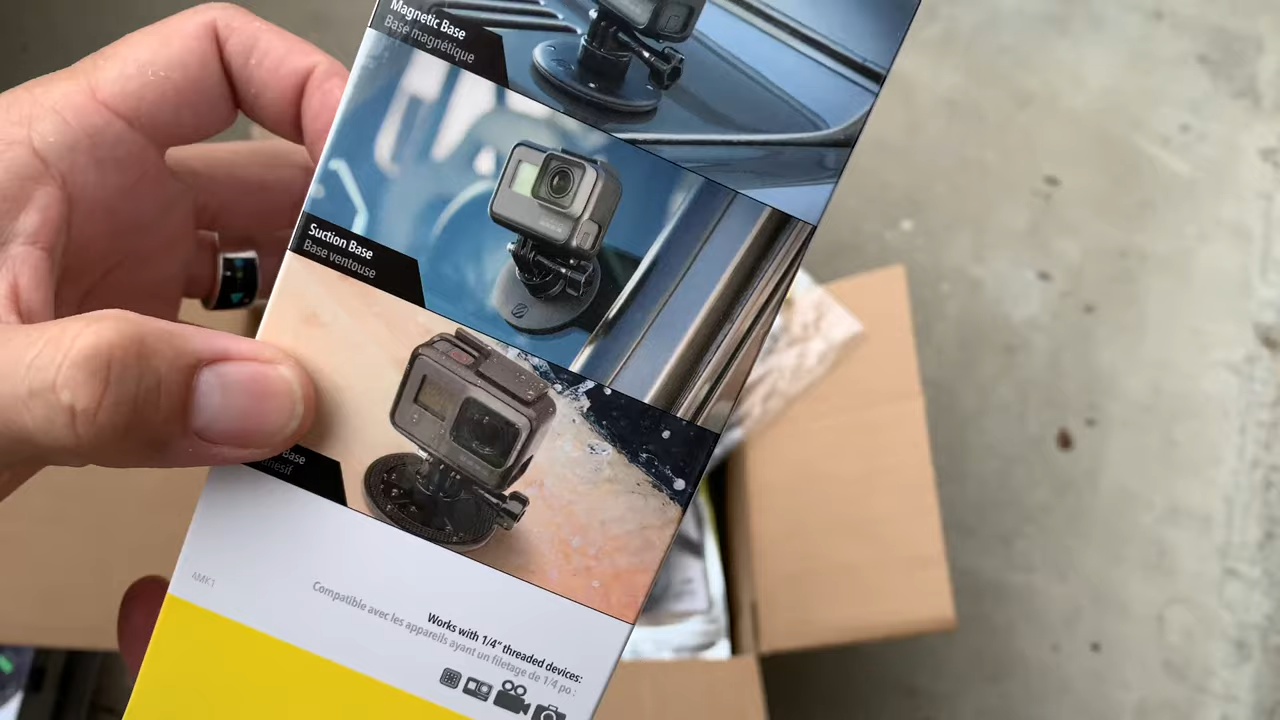 Magnetic Base
Base magnétique
Suction Base
Base ventouse
Base
AMK1
Works with 1/4" threaded devices:
Compatible avec les appareils ayant un filetage de 1/4 po :